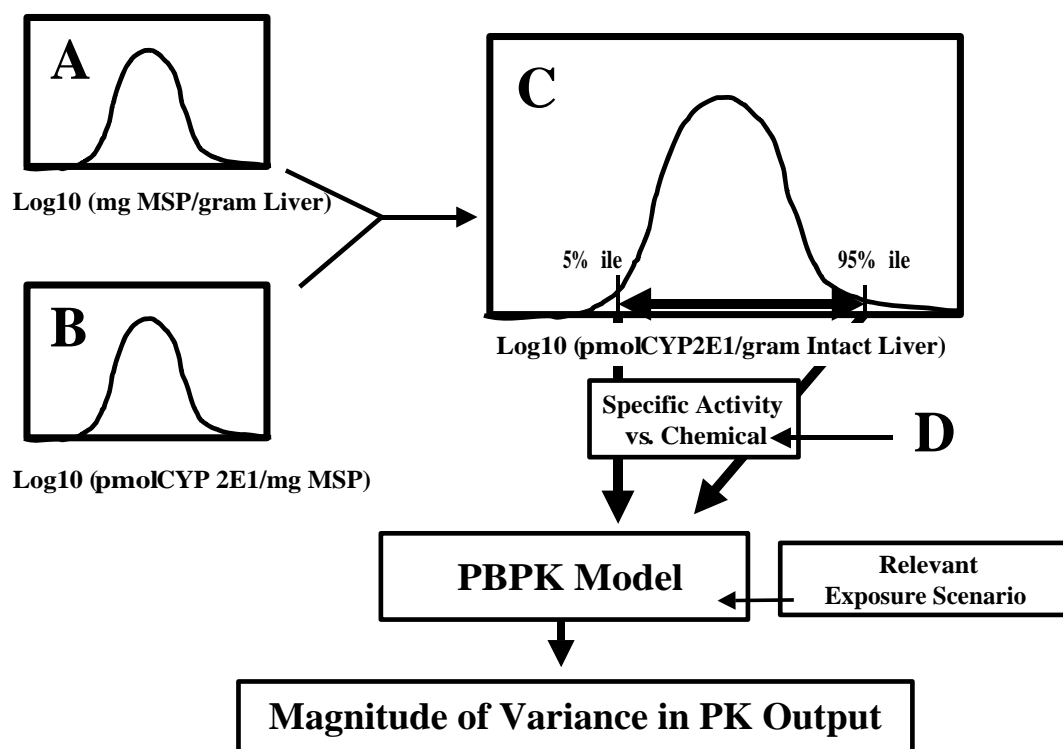 A
Log10 (mg MSP/gram Liver)
B
Log10 (pmolCYP 2E1/mg MSP)
C
5% ile
95% ile
Log10 (pmolCYP2E1/gram Intact Liver)
Specific Activity
vs. Chemical
D
PBPK Model
Relevant
Exposure Scenario
Magnitude of Variance in PK Output